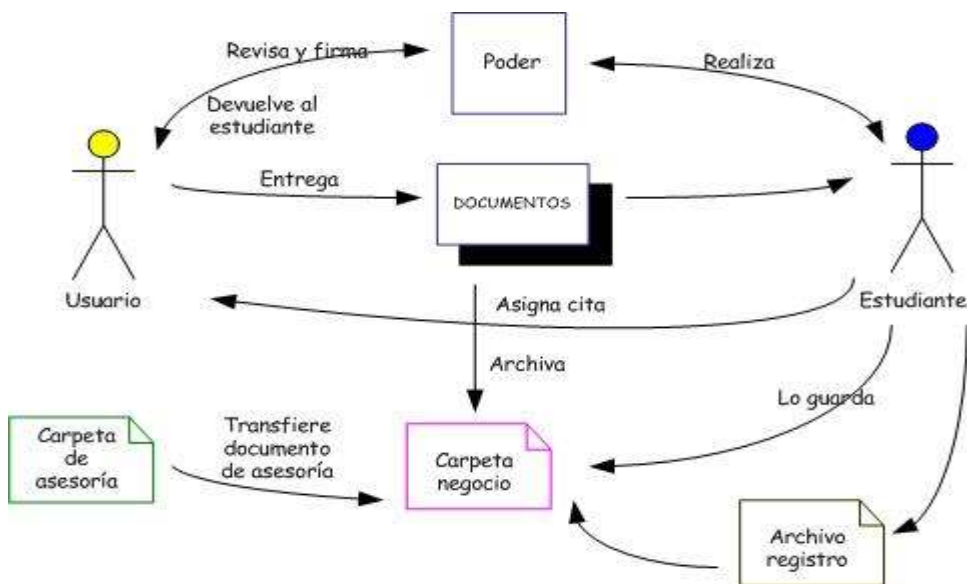 Revisa y firma
Poder
Realiza
Devuelve al
estudiante
Entrega
DOCUMENTOS
Usuario
Asigna cita
Estudiante
Archiva
Lo guarda
Carpeta
de
asesoría
Transfiere
documento
de asesoría
Carpeta
negocio
Archivo
registro